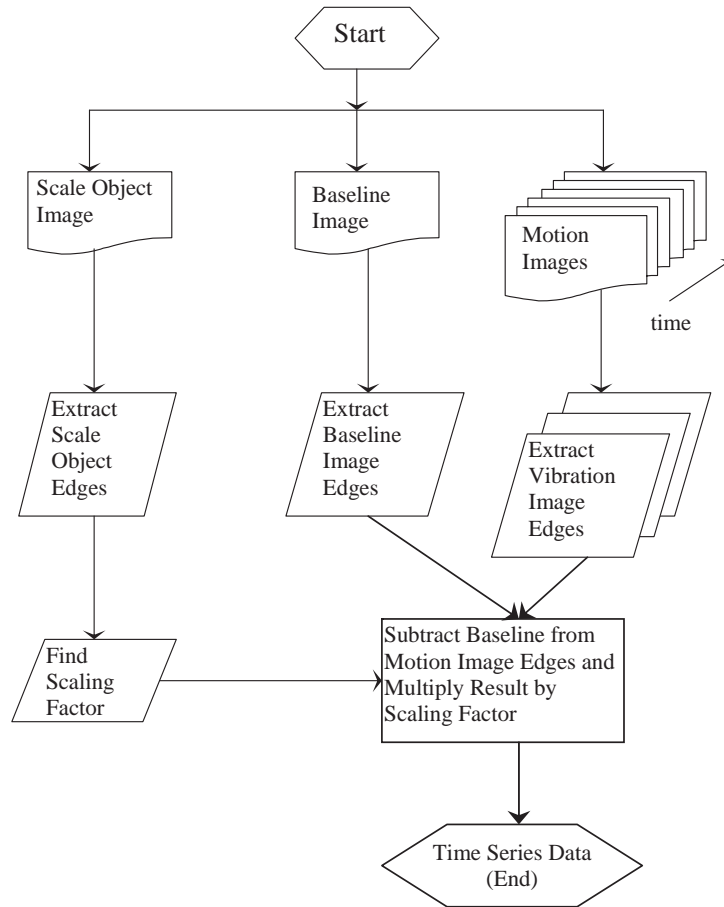 Start
Scale Object
Image
Baseline
Image
Motion
Images
time
Extract
Scale
Object
Edges
Extract
Baseline
Image
Edges
Extract
Vibration
Image
Edges
Find
Scaling
Factor
Subtract Baseline from
Motion Image Edges and
Multiply Result by
Scaling Factor
Time Series Data
(End)